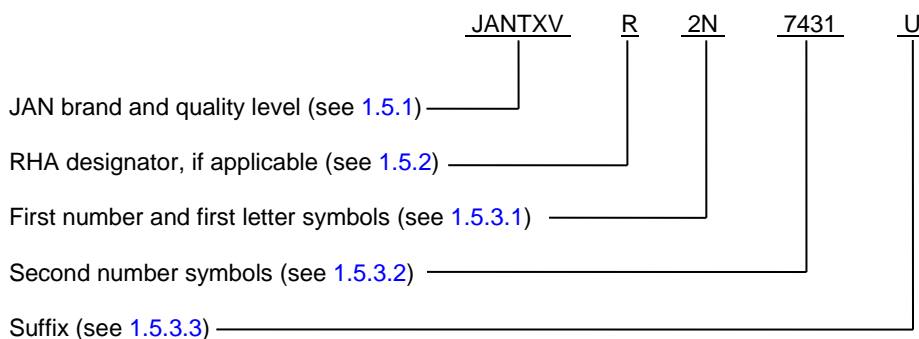 JANTXV R 2N 7431 U
JAN brand and quality level (see 1.5.1)
RHA designator, if applicable (see 1.5.2)
First number and first letter symbols (see 1.5.3.1)
Second number symbols (see 1.5.3.2)
Suffix (see 1.5.3.3)